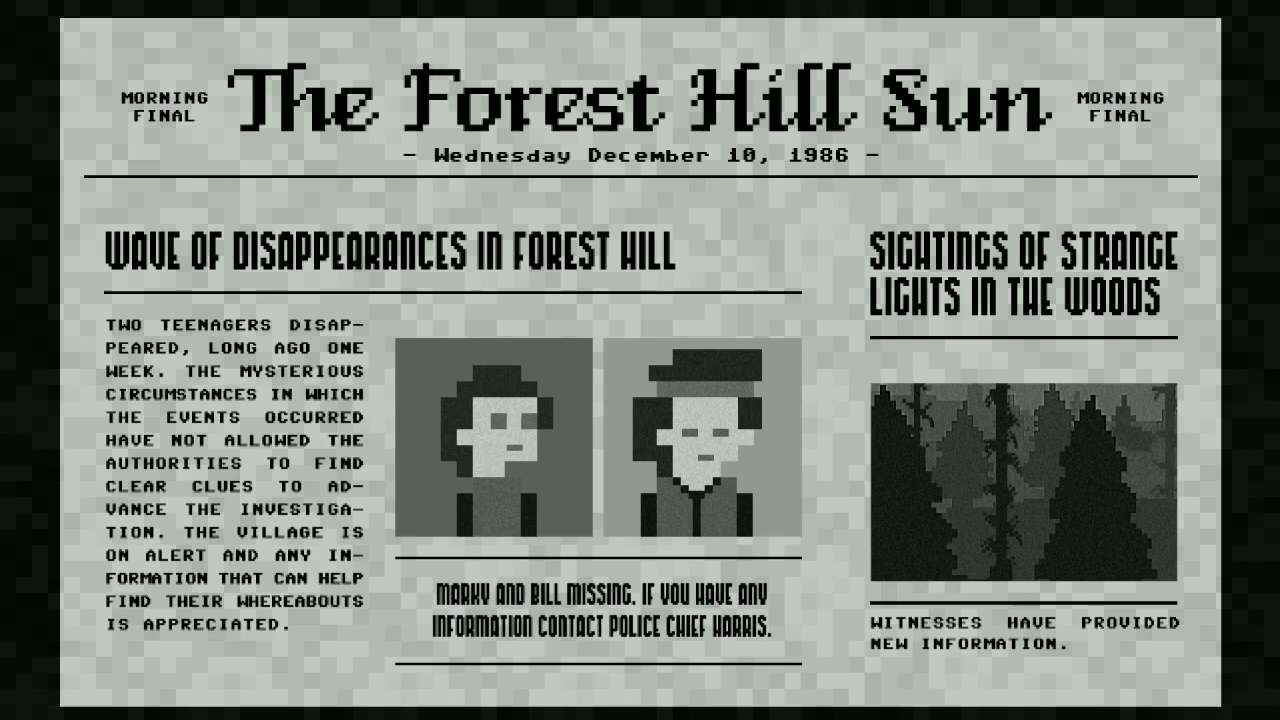 MORNING
FINAL
The Forest Hill Sun
MORNING
FINAL
- Wednesday December 10, 1986 -
WAVE OF DISAPPEARANCES IN FOREST HILL
TWO TEENAGERS DISAP-
PEARED, LONG AGO ONE
WEEK. THE MYSTERIOUS
CIRCUMSTANCES IN WHICH
THE EVENTS OCCURRED
HAVE NOT ALLOWED THE
AUTHORITIES TO FIND
CLEAR CLUES TO AD-
VANCE THE INVESTIGA-
TION. THE VILLAGE IS
ON ALERT AND ANY IN-
FORMATION THAT CAN HELP
FIND THEIR WHEREABOUTS
IS APPRECIATED.
MARKY AND BILL MISSING. IF YOU HAVE ANY
INFORMATION CONTACT POLICE CHIEF HARRIS.
SIGHTINGS OF STRANGE
LIGHTS IN THE WOODS
WITNESSES HAVE PROVIDED
NEW INFORMATION.